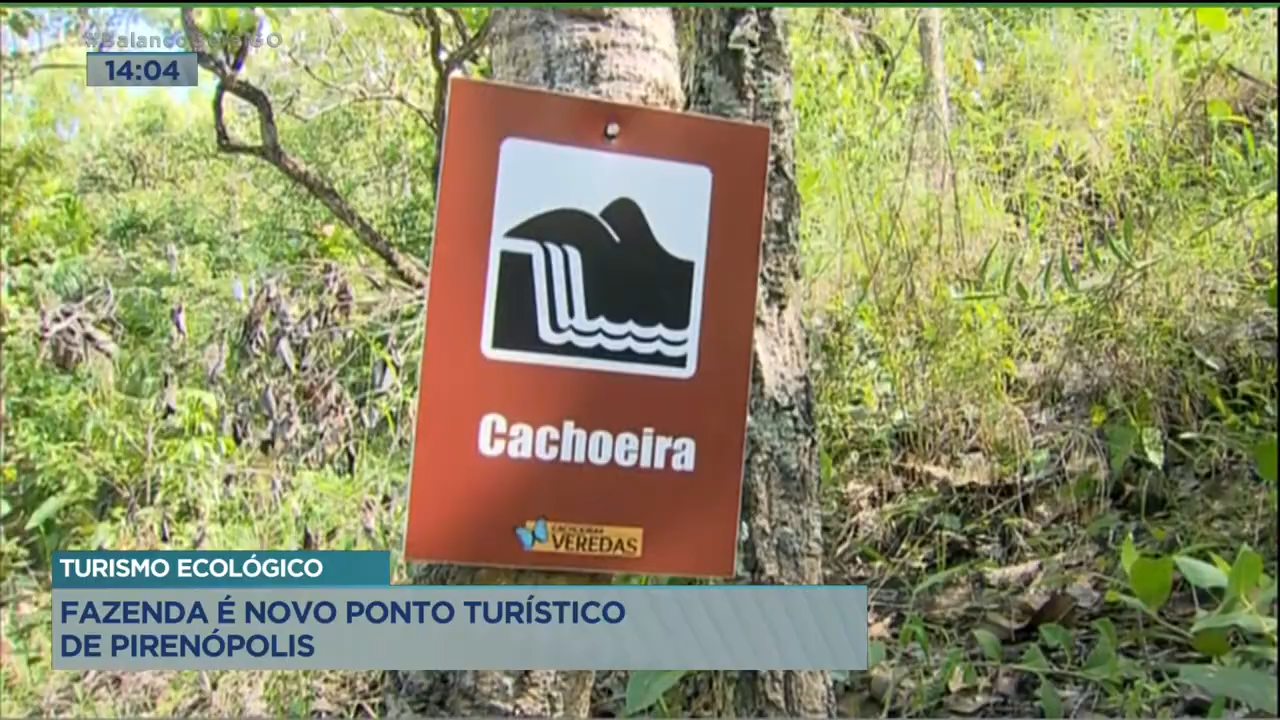 14:04
Cachoeira
VEREDAS
TURISMO ECOLÓGICO
FAZENDA É NOVO PONTO TURÍSTICO
DE PIRENÓPOLIS